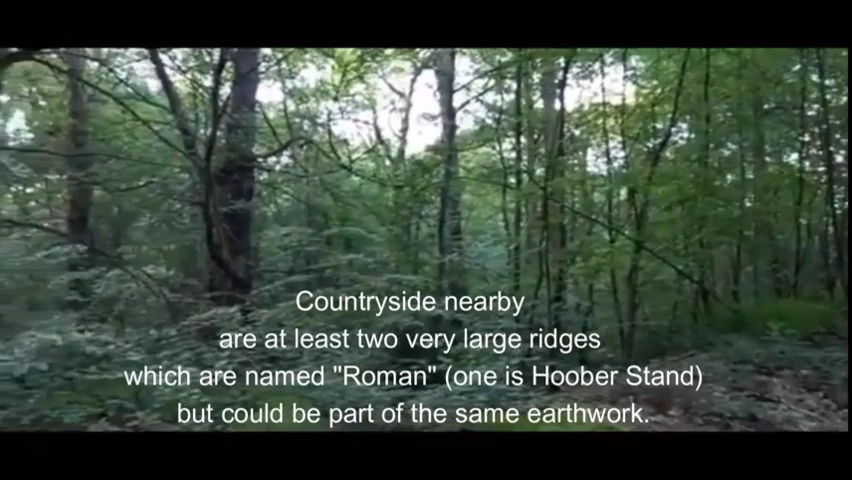 Countryside nearby
are at least two very large ridges
which are named "Roman" (one is Hoober Stand)
but could be part of the same earthwork.